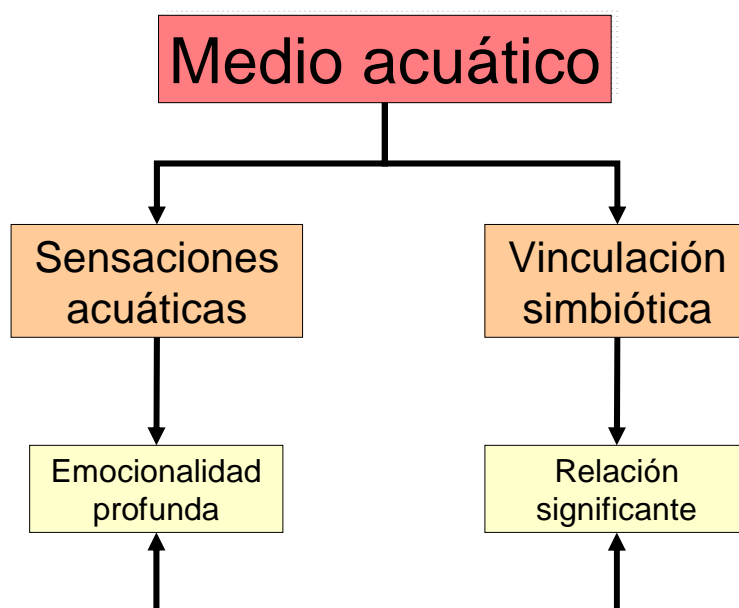 Medio acuático
Sensaciones
acuáticas
Vinculación
simbiótica
Emocionalidad
profunda
Relación
significante